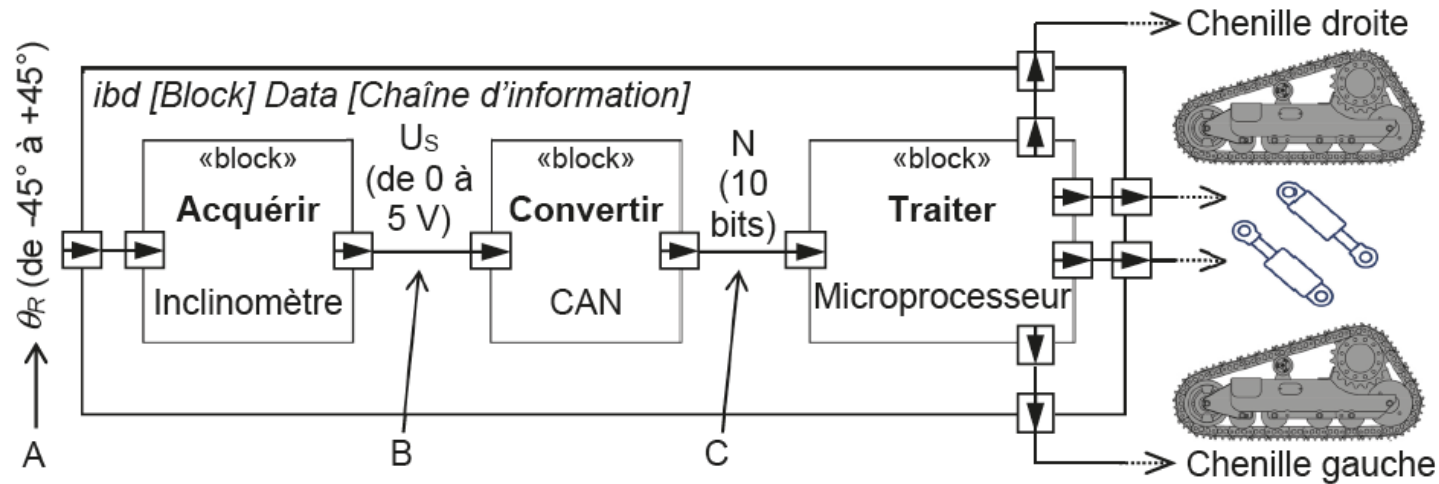 Chenille droite
θR (de -45° à +45°)
ibd [Block] Data [Chaîne d'information]
«block»
Acquérir
Inclinomètre
US
(de 0 à
5 V)
«block»
Convertir
CAN
N
(10
bits)
«block»
Traiter
Microprocesseur
A
B
C
Chenille gauche